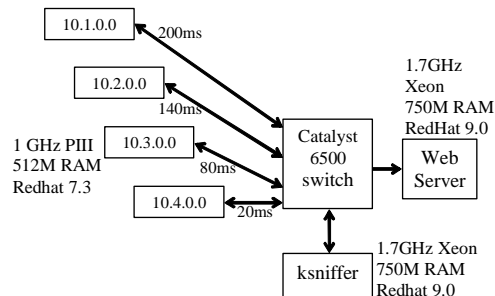 10.1.0.0
200ms
10.2.0.0
140ms
10.3.0.0
80ms
10.4.0.0
20ms
1 GHz PIII
512M RAM
Redhat 7.3
Catalyst
6500
switch
1.7GHz
Xeon
750M RAM
RedHat 9.0
Web
Server
ksniffer
1.7GHz Xeon
750M RAM
Redhat 9.0